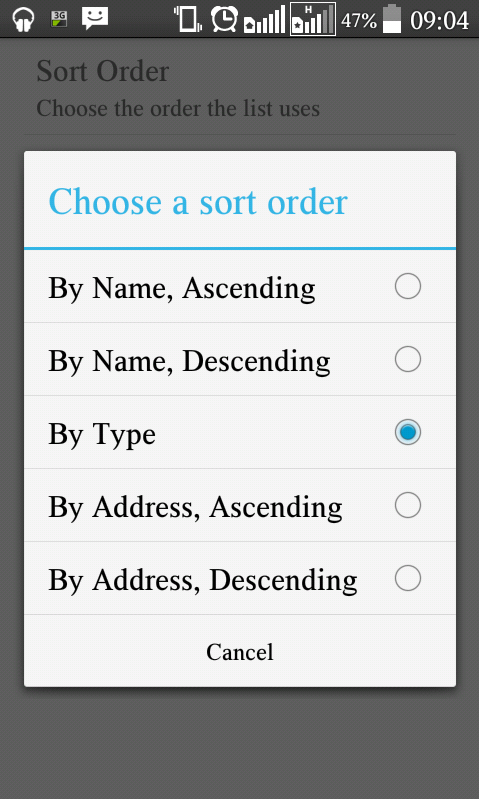 3G
H
47%
09:04
Sort Order
Choose the order the list uses
Choose a sort order
By Name, Ascending
By Name, Descending
By Type
By Address, Ascending
By Address, Descending
Cancel